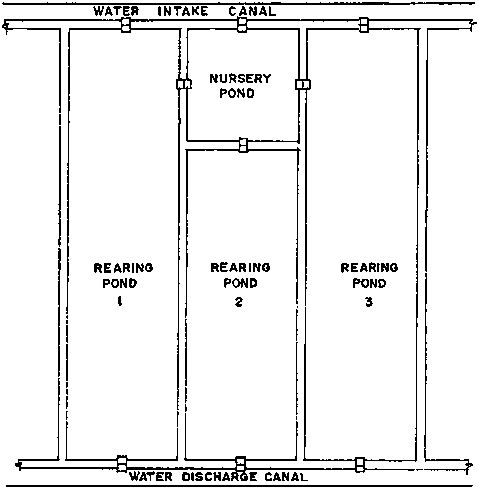 WATER INTAKE CANAL
NURSERY
POND
REARING
POND
1
REARING
POND
2
REARING
POND
3
WATER DISCHARGE CANAL